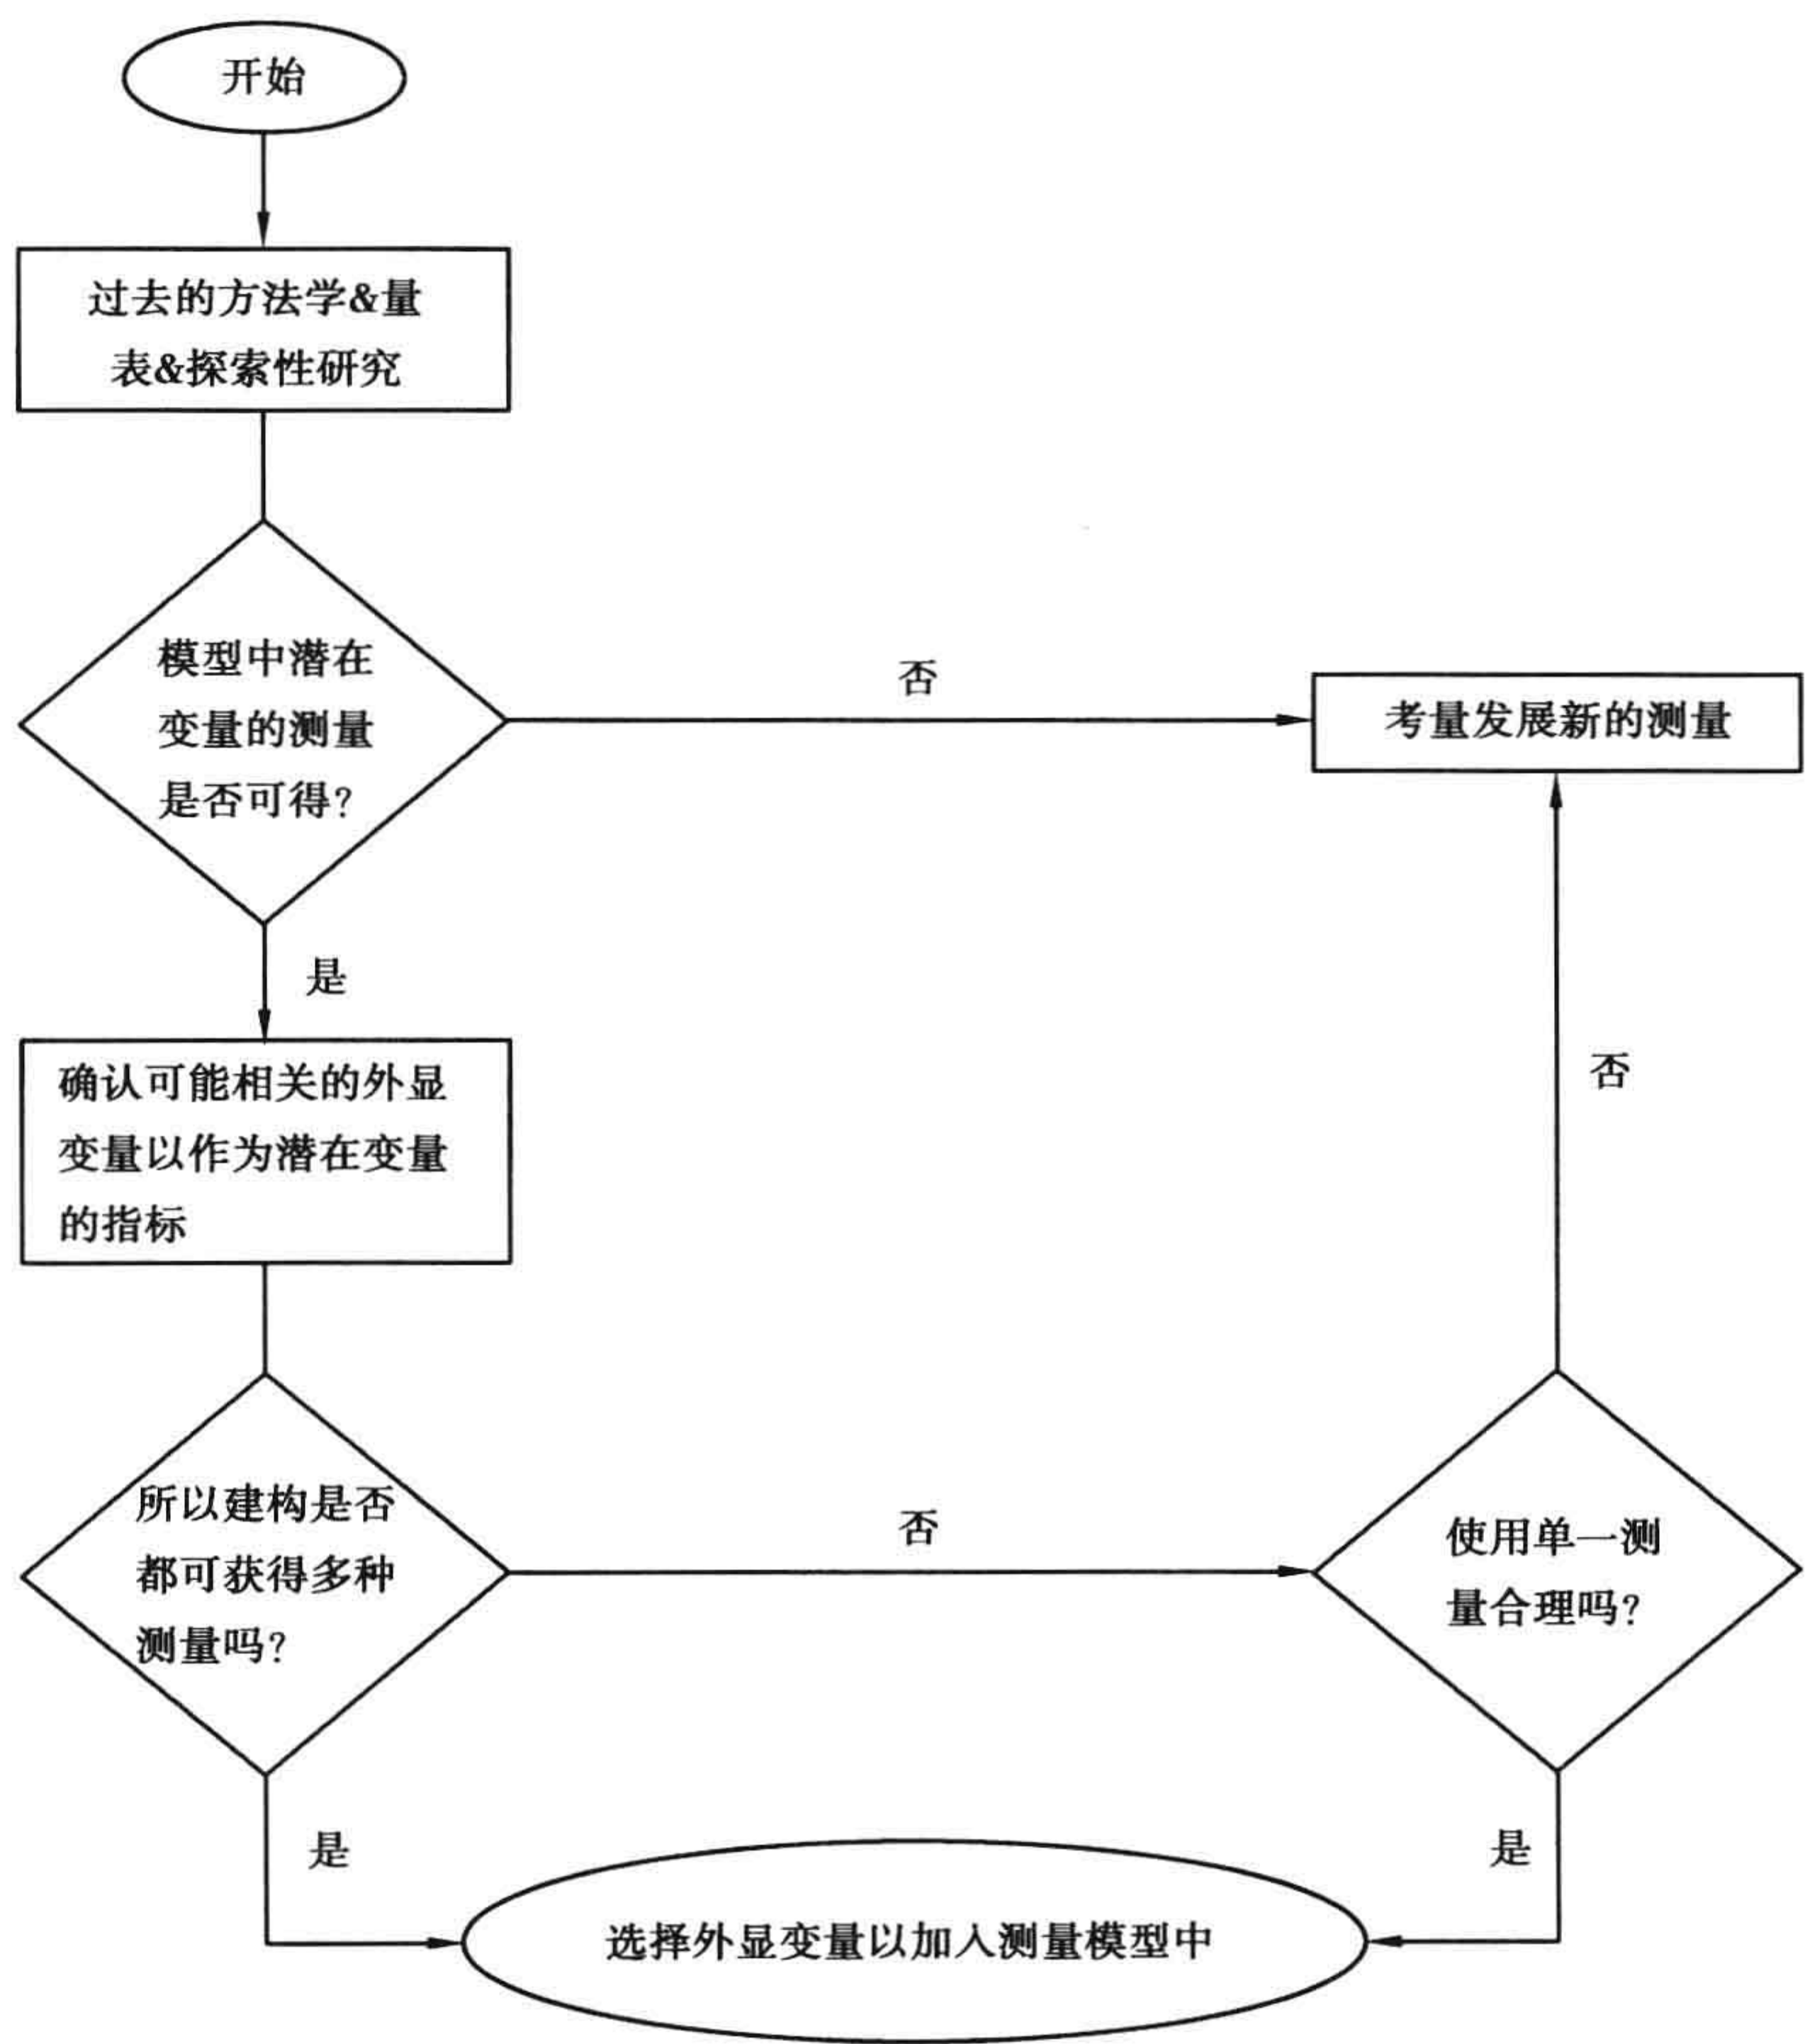 开始
过去的方法学&量
表&探索性研究
模型中潜在
变量的测量
是否可得?
否
考量发展新的测量
是
确认可能相关的外显
变量以作为潜在变量
的指标
否
所以建构是否
都可获得多种
测量吗?
否
使用单一测
量合理吗?
是
是
选择外显变量以加入测量模型中